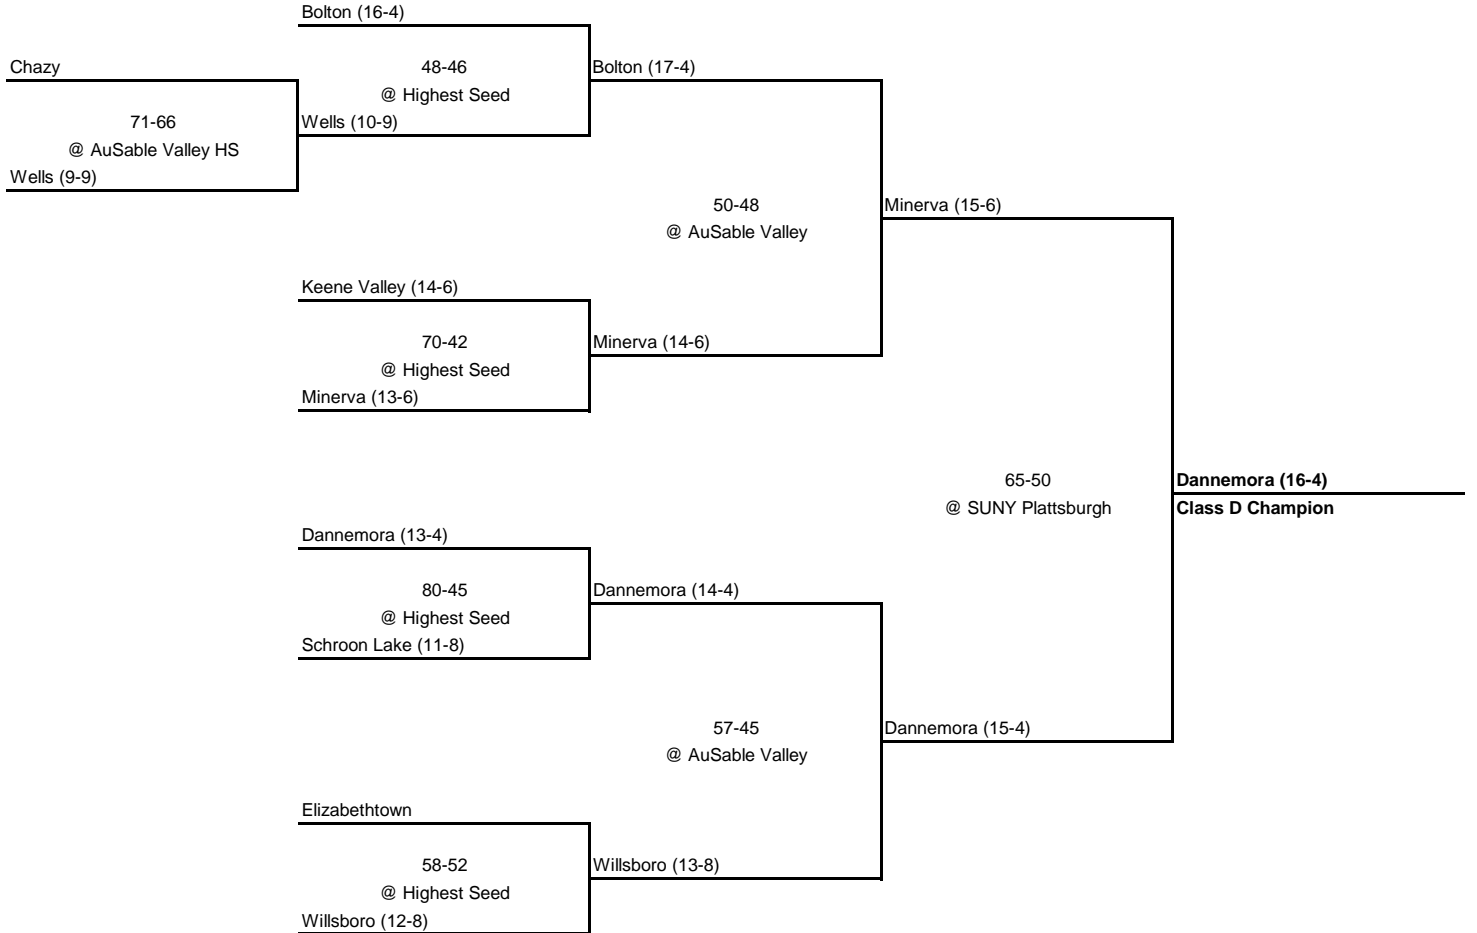 Bolton (16-4)
Chazy
48-46
Bolton (17-4)
@ Highest Seed
71-66
Wells (10-9)
@ AuSable Valley HS
Wells (9-9)
50-48
Minerva (15-6)
@ AuSable Valley
Keene Valley (14-6)
70-42
Minerva (14-6)
@ Highest Seed
Minerva (13-6)
65-50
Dannemora (16-4)
@ SUNY Plattsburgh
Class D Champion
Dannemora (13-4)
80-45
Dannemora (14-4)
@ Highest Seed
Schroon Lake (11-8)
57-45
Dannemora (15-4)
@ AuSable Valley
Elizabethtown
58-52
Willsboro (13-8)
@ Highest Seed
Willsboro (12-8)